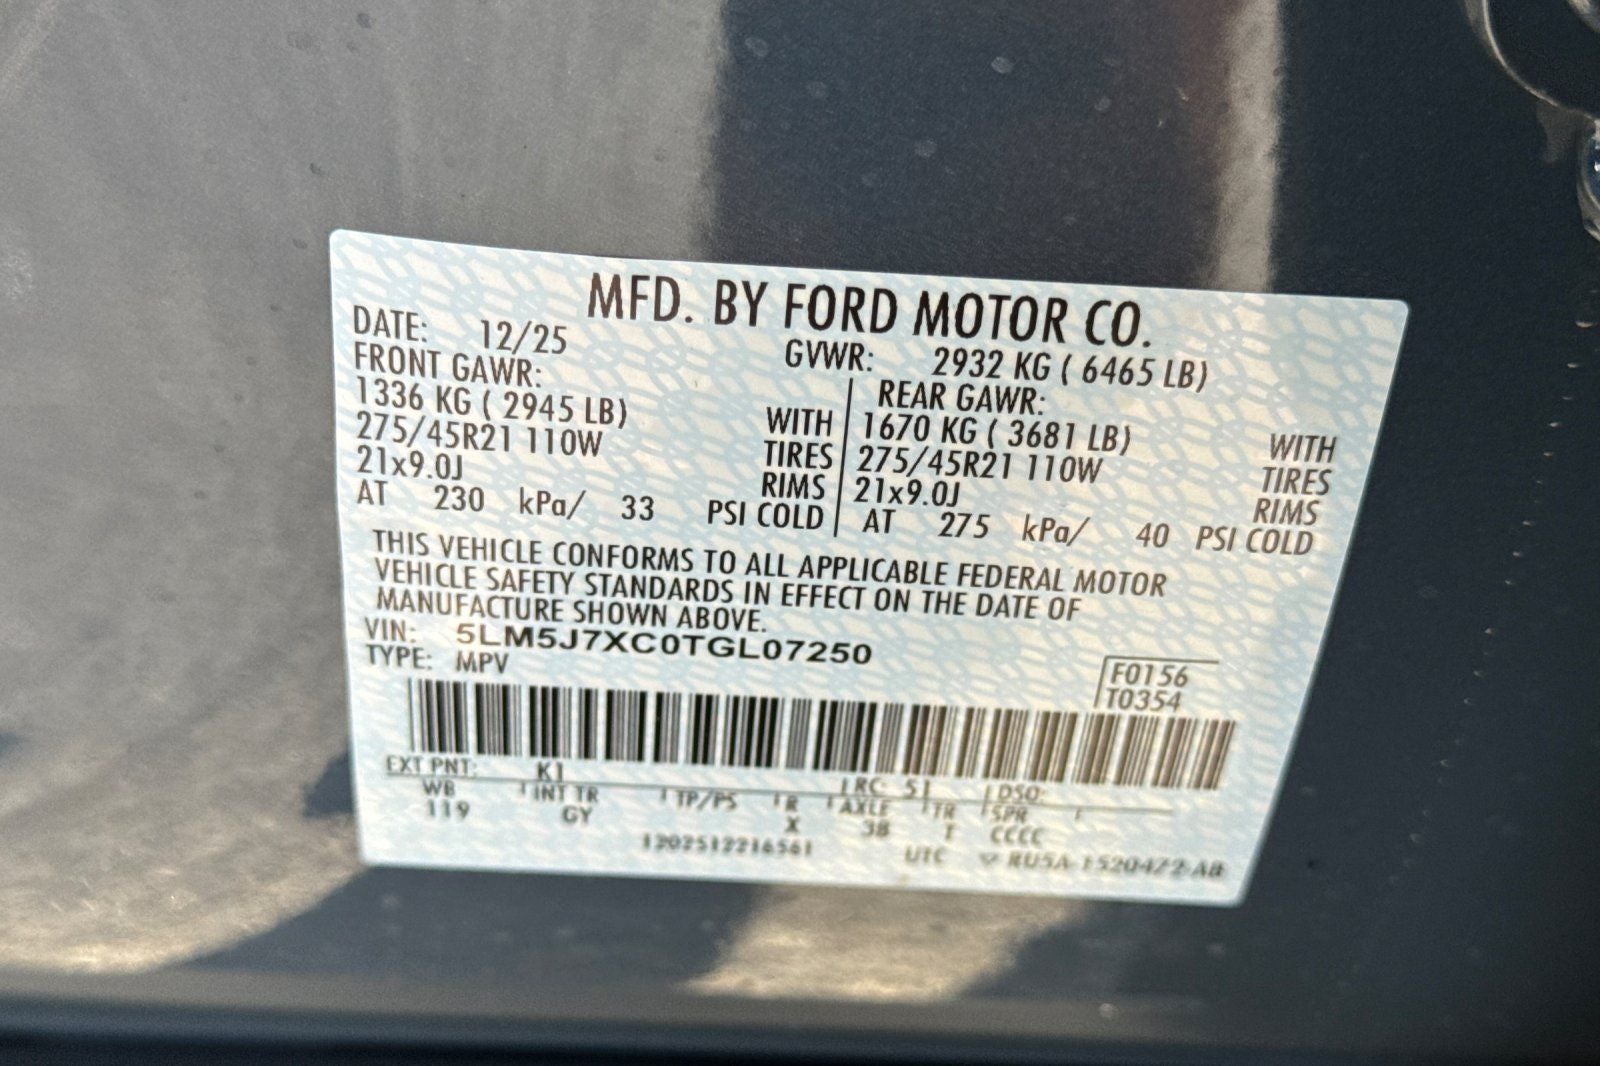 MFD. BY FORD MOTOR CO.
DATE: 12/25 GVWR: 2932 KG ( 6465 LB)
FRONT GAWR: REAR GAWR:
1336 KG ( 2945 LB) WITH 1670 KG ( 3681 LB) WITH
275/45R21 110W TIRES 275/45R21 110W TIRES
21x9.0J RIMS 21x9.0J RIMS
AT 230 kPa/ 33 PSI COLD AT 275 kPa/ 40 PSI COLD
THIS VEHICLE CONFORMS TO ALL APPLICABLE FEDERAL MOTOR
VEHICLE SAFETY STANDARDS IN EFFECT ON THE DATE OF
MANUFACTURE SHOWN ABOVE.
VIN: 5LM5J7XC0TGL07250
TYPE: MPV
F0156
T0354
EXT PNT: K1 RC: 51 DSO:
WB INT TR TP/PS R AXLE TR SPR
119 GY X 3B T CCCC
1202512216561 UTC